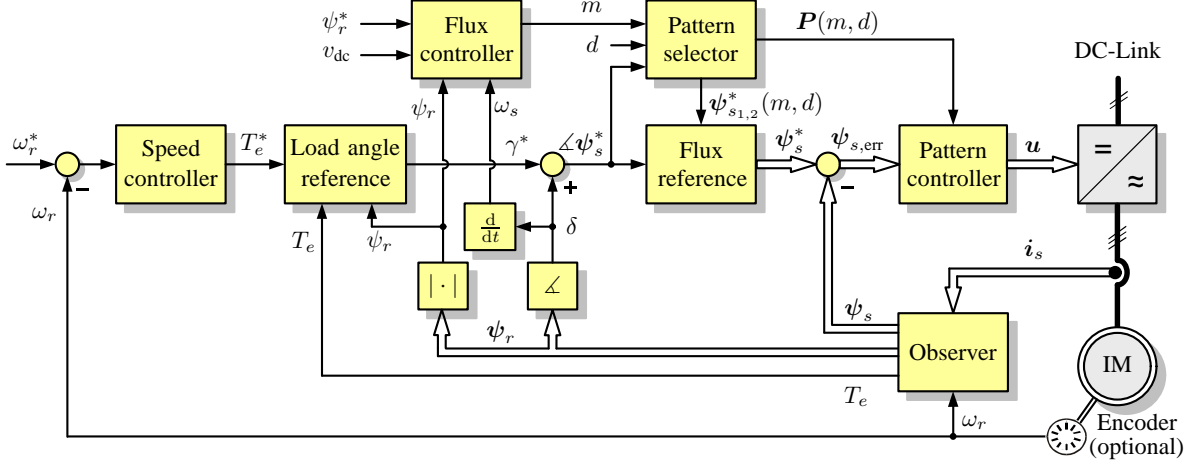 ψ_r^*
v_dc
Flux
controller
m
d
Pattern
selector
P(m, d)
DC-Link
ψ_r
ω_s
ψ_{s_{1,2}}^*(m, d)
ω_r^*
Speed
controller
T_e^*
Load angle
reference
γ^*
∡ψ_s^*
Flux
reference
ψ_s^*
ψ_{s,err}
Pattern
controller
u
=
≈
−
+
−
ω_r
T_e
ψ_r
d/dt
δ
|·|
∡
i_s
ψ_r
ψ_s
Observer
IM
T_e
ω_r
Encoder
(optional)